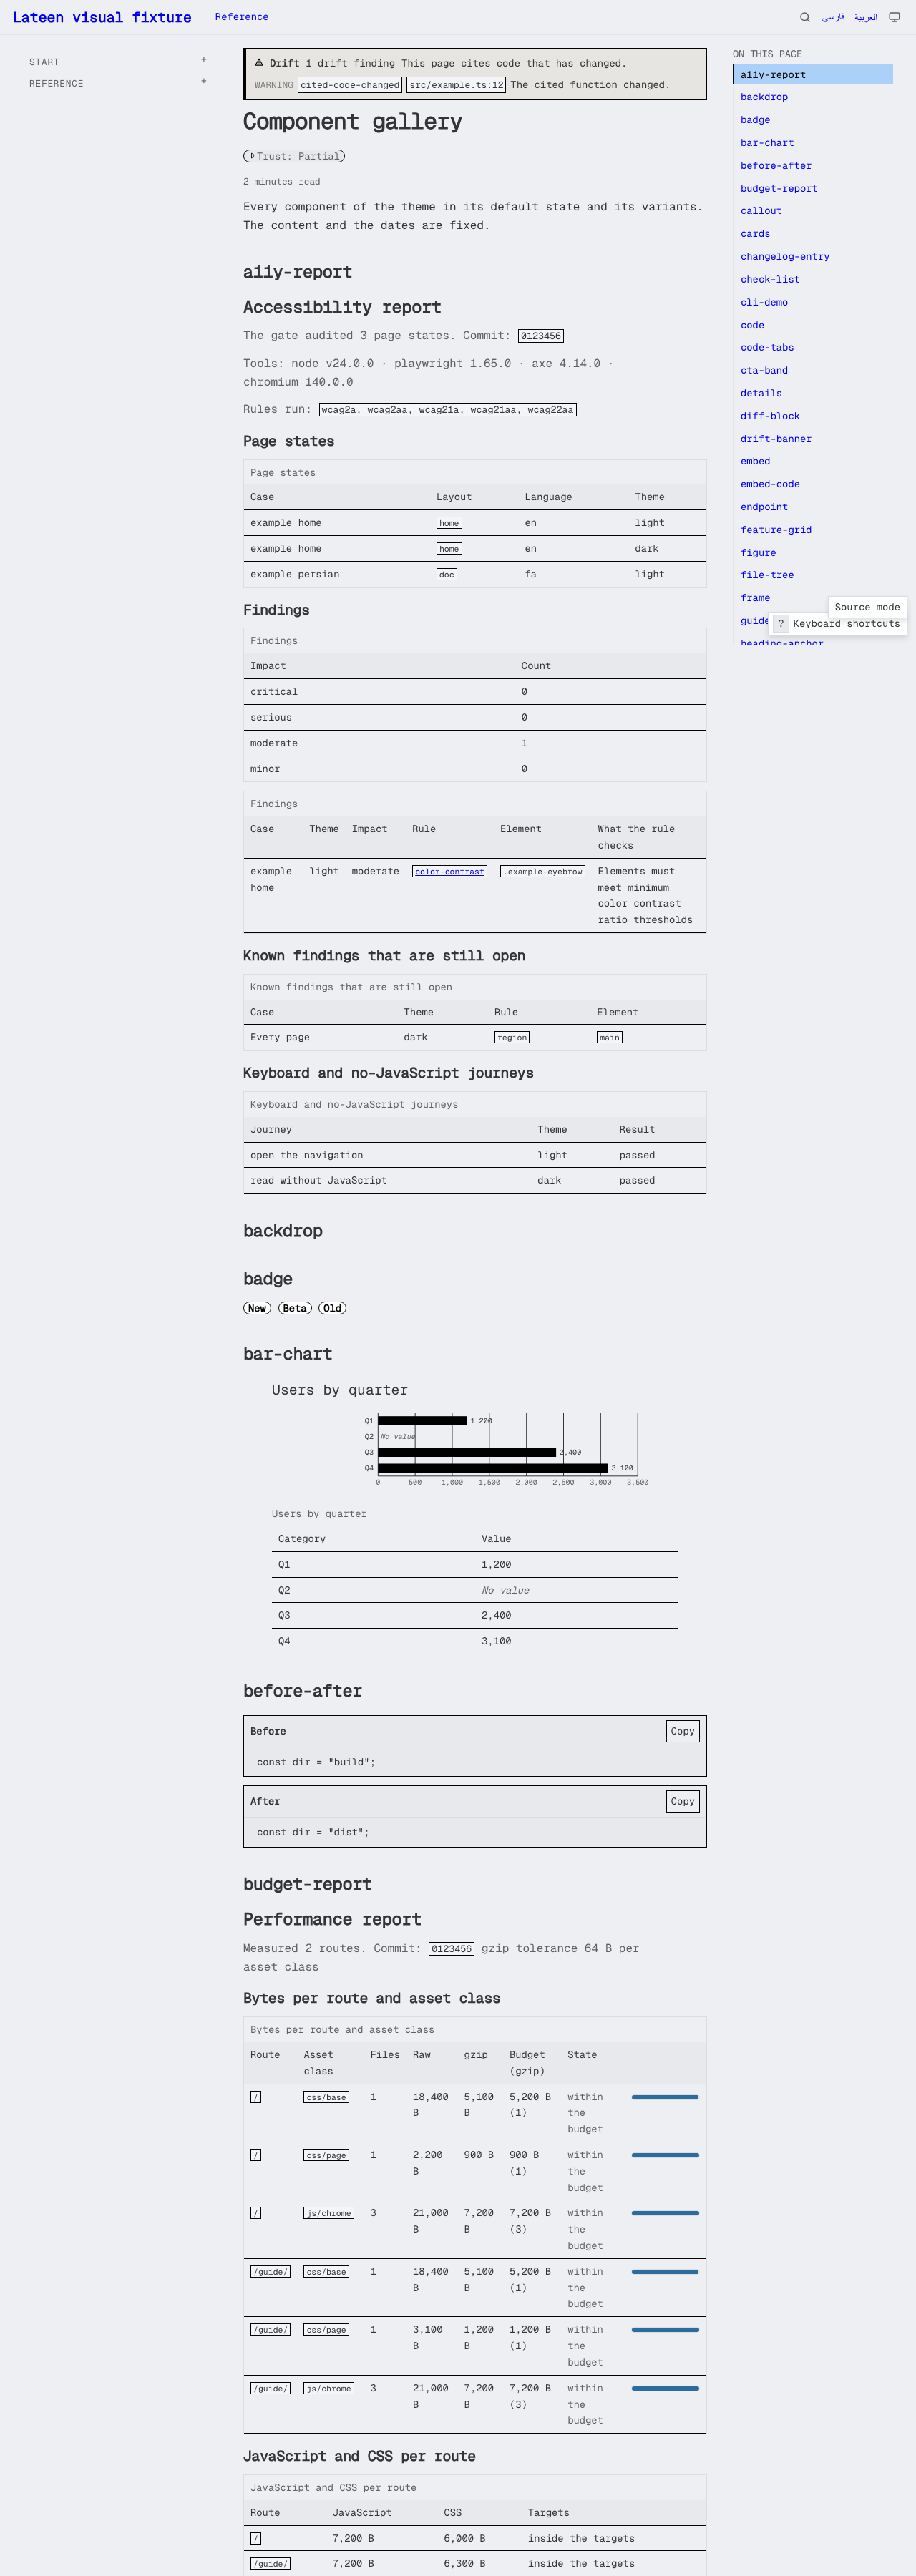 Lateen visual fixture
Reference
فارسی
العربية
START +
REFERENCE +
Drift 1 drift finding This page cites code that has changed.
WARNING cited-code-changed src/example.ts:12 The cited function changed.
Component gallery
Trust: Partial
2 minutes read
Every component of the theme in its default state and its variants.
The content and the dates are fixed.
a11y-report
Accessibility report
The gate audited 3 page states. Commit: 0123456
Tools: node v24.0.0 · playwright 1.65.0 · axe 4.14.0 ·
chromium 140.0.0
Rules run: wcag2a, wcag2aa, wcag21a, wcag21aa, wcag22aa
Page states
Page states
Case Layout Language Theme
example home home en light
example home home en dark
example persian doc fa light
Findings
Findings
Impact Count
critical 0
serious 0
moderate 1
minor 0
Findings
Case Theme Impact Rule Element What the rule
checks
example light moderate color-contrast .example-eyebrow Elements must
home meet minimum
color contrast
ratio thresholds
Known findings that are still open
Known findings that are still open
Case Theme Rule Element
Every page dark region main
Keyboard and no-JavaScript journeys
Keyboard and no-JavaScript journeys
Journey Theme Result
open the navigation light passed
read without JavaScript dark passed
backdrop
badge
New Beta Old
bar-chart
Users by quarter
Q1 1,200
Q2 No value
Q3 2,400
Q4 3,100
0 500 1,000 1,500 2,000 2,500 3,000 3,500
Users by quarter
Category Value
Q1 1,200
Q2 No value
Q3 2,400
Q4 3,100
before-after
Before Copy
const dir = "build";
After Copy
const dir = "dist";
budget-report
Performance report
Measured 2 routes. Commit: 0123456 gzip tolerance 64 B per
asset class
Bytes per route and asset class
Bytes per route and asset class
Route Asset Files Raw gzip Budget State
class (gzip)
/ css/base 1 18,400 5,100 5,200 B within
B B (1) the
budget
/ css/page 1 2,200 900 B 900 B within
B (1) the
budget
/ js/chrome 3 21,000 7,200 7,200 B within
B B (3) the
budget
/guide/ css/base 1 18,400 5,100 5,200 B within
B B (1) the
budget
/guide/ css/page 1 3,100 1,200 1,200 B within
B B (1) the
budget
/guide/ js/chrome 3 21,000 7,200 7,200 B within
B B (3) the
budget
JavaScript and CSS per route
JavaScript and CSS per route
Route JavaScript CSS Targets
/ 7,200 B 6,000 B inside the targets
/guide/ 7,200 B 6,300 B inside the targets
ON THIS PAGE
a11y-report
backdrop
badge
bar-chart
before-after
budget-report
callout
cards
changelog-entry
check-list
cli-demo
code
code-tabs
cta-band
details
diff-block
drift-banner
embed
embed-code
endpoint
feature-grid
figure
file-tree
frame
guide
heading-anchor
Source mode
? Keyboard shortcuts